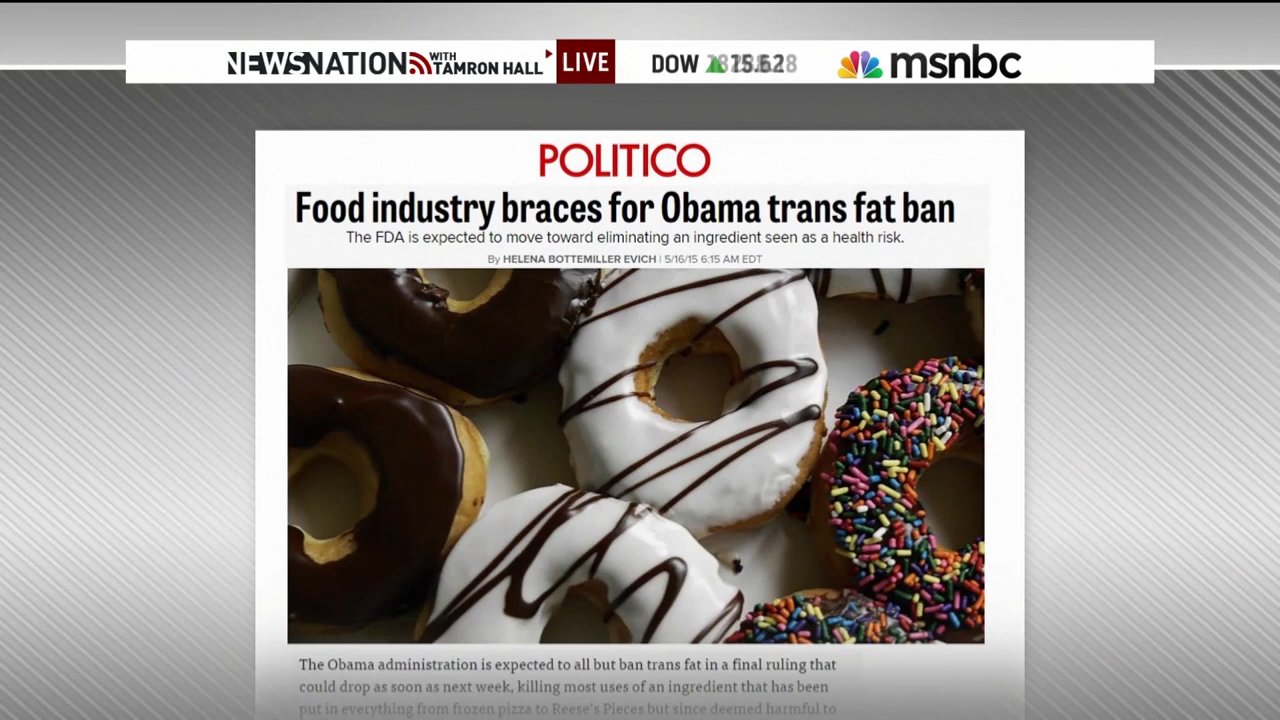 NEWSNATION WITH TAMRON HALL LIVE DOW msnbc
POLITICO
Food industry braces for Obama trans fat ban
The FDA is expected to move toward eliminating an ingredient seen as a health risk.
By HELENA BOTTEMILLER EVICH | 5/16/15 6:15 AM EDT
The Obama administration is expected to all but ban trans fat in a final ruling that
could drop as soon as next week, killing most uses of an ingredient that has been
put in everything from frozen pizza to Reese's Pieces but since deemed harmful to